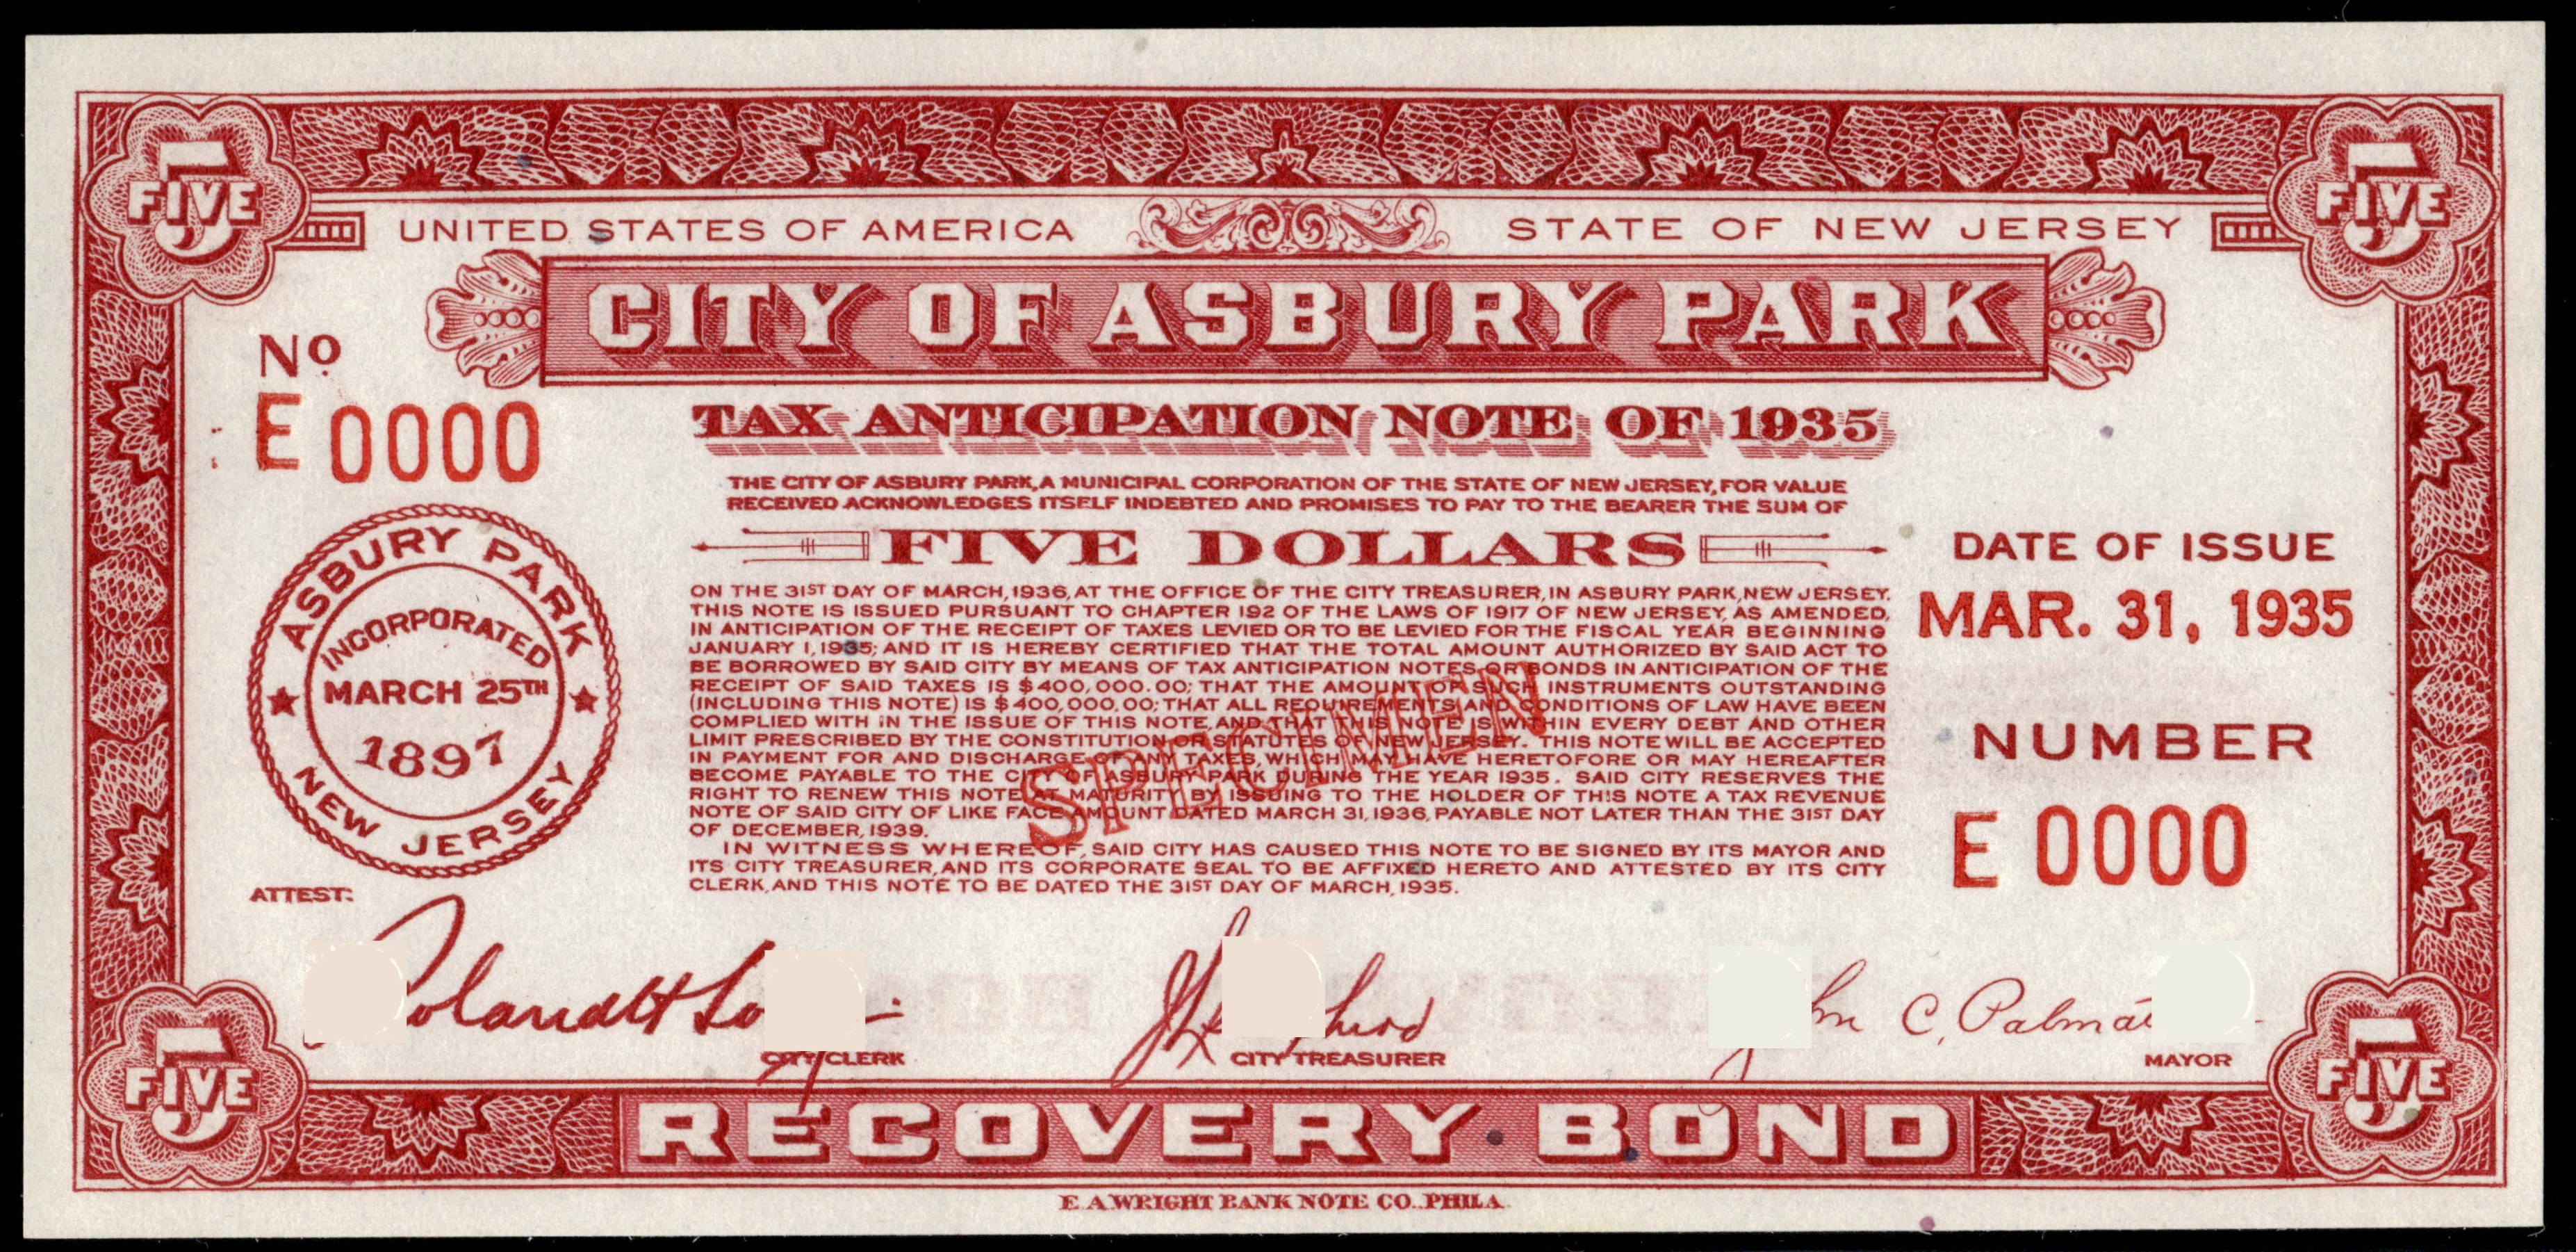 5 FIVE
5 FIVE
UNITED STATES OF AMERICA
STATE OF NEW JERSEY
CITY OF ASBURY PARK
No
E 0000
TAX ANTICIPATION NOTE OF 1935
THE CITY OF ASBURY PARK, A MUNICIPAL CORPORATION OF THE STATE OF NEW JERSEY, FOR VALUE
RECEIVED ACKNOWLEDGES ITSELF INDEBTED AND PROMISES TO PAY TO THE BEARER THE SUM OF
FIVE DOLLARS
ON THE 31ST DAY OF MARCH, 1936, AT THE OFFICE OF THE CITY TREASURER, IN ASBURY PARK, NEW JERSEY.
THIS NOTE IS ISSUED PURSUANT TO CHAPTER 192 OF THE LAWS OF 1917 OF NEW JERSEY, AS AMENDED,
IN ANTICIPATION OF THE RECEIPT OF TAXES LEVIED OR TO BE LEVIED FOR THE FISCAL YEAR BEGINNING
JANUARY 1, 1935; AND IT IS HEREBY CERTIFIED THAT THE TOTAL AMOUNT AUTHORIZED BY SAID ACT TO
BE BORROWED BY SAID CITY BY MEANS OF TAX ANTICIPATION NOTES OR BONDS IN ANTICIPATION OF THE
RECEIPT OF SAID TAXES IS $400,000.00; THAT THE AMOUNT OF SUCH INSTRUMENTS OUTSTANDING
(INCLUDING THIS NOTE) IS $400,000.00; THAT ALL REQUIREMENTS AND CONDITIONS OF LAW HAVE BEEN
COMPLIED WITH IN THE ISSUE OF THIS NOTE, AND THAT THIS NOTE IS WITHIN EVERY DEBT AND OTHER
LIMIT PRESCRIBED BY THE CONSTITUTION OR STATUTES OF NEW JERSEY. THIS NOTE WILL BE ACCEPTED
IN PAYMENT FOR AND DISCHARGE OF ANY TAXES, WHICH MAY HAVE HERETOFORE OR MAY HEREAFTER
BECOME PAYABLE TO THE CITY OF ASBURY PARK DURING THE YEAR 1935. SAID CITY RESERVES THE
RIGHT TO RENEW THIS NOTE AT MATURITY BY ISSUING TO THE HOLDER OF THIS NOTE A TAX REVENUE
NOTE OF SAID CITY OF LIKE FACE AMOUNT DATED MARCH 31, 1936, PAYABLE NOT LATER THAN THE 31ST DAY
OF DECEMBER, 1939.
IN WITNESS WHEREOF, SAID CITY HAS CAUSED THIS NOTE TO BE SIGNED BY ITS MAYOR AND
ITS CITY TREASURER, AND ITS CORPORATE SEAL TO BE AFFIXED HERETO AND ATTESTED BY ITS CITY
CLERK, AND THIS NOTE TO BE DATED THE 31ST DAY OF MARCH, 1935.
SPECIMEN
DATE OF ISSUE
MAR. 31, 1935
NUMBER
E 0000
ASBURY PARK
INCORPORATED
MARCH 25TH
1897
NEW JERSEY
ATTEST:
C.
CITY CLERK
CITY TREASURER
MAYOR
5 FIVE
5 FIVE
RECOVERY BOND
E. A. WRIGHT BANK NOTE CO., PHILA.